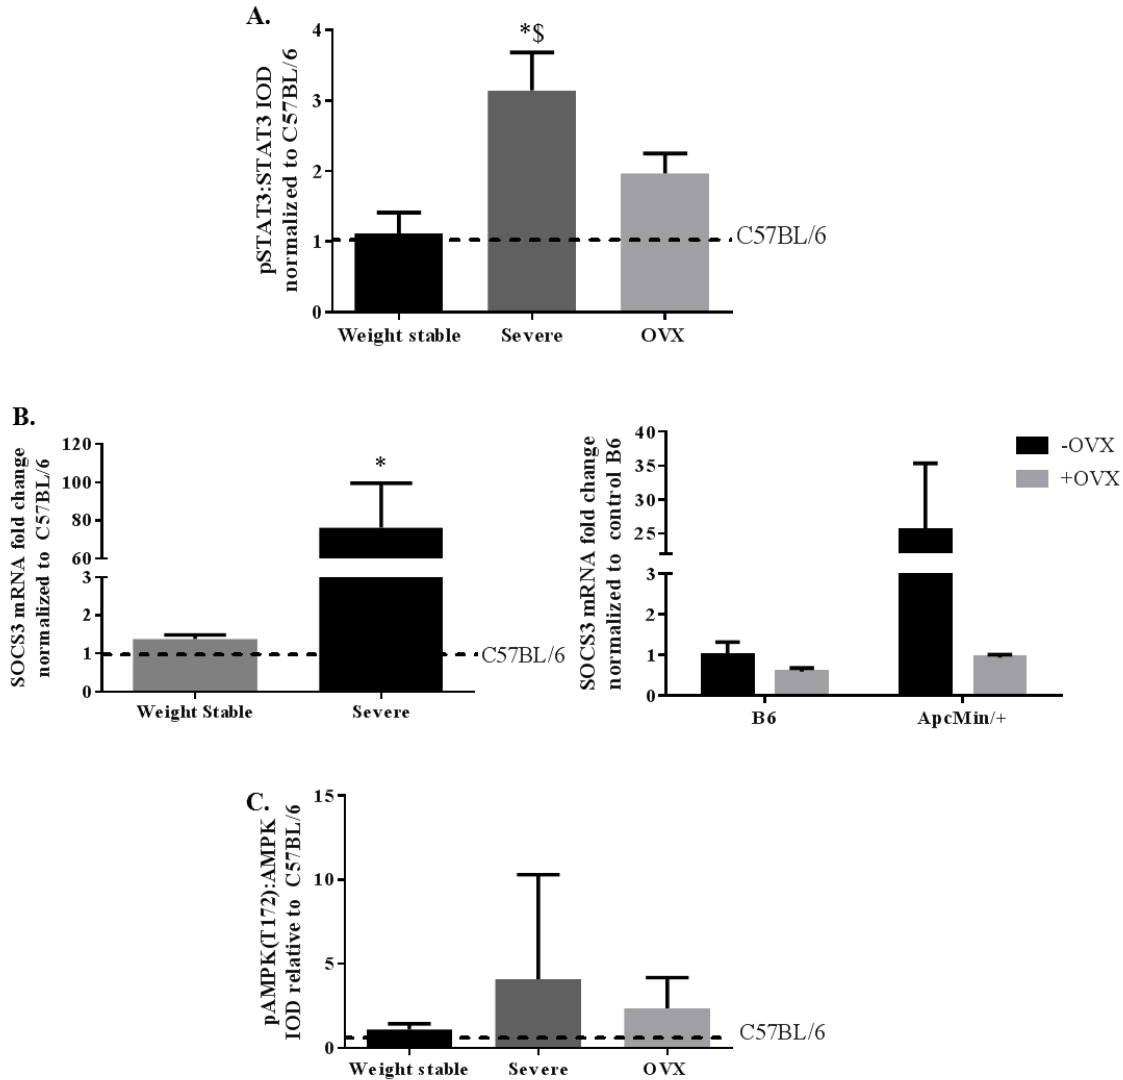 A.
pSTAT3:STAT3 IOD
normalized to C57BL/6
4
3
2
1
0
*$
C57BL/6
Weight stable Severe OVX
B.
SOCS3 mRNA fold change
normalized to C57BL/6
120
100
80
60
3
2
1
0
*
C57BL/6
Weight Stable Severe
SOCS3 mRNA fold change
normalized to control B6
40
35
30
25
3
2
1
0
-OVX
+OVX
B6 ApcMin/+
C.
pAMPK(T172):AMPK
IOD relative to C57BL/6
15
10
5
0
C57BL/6
Weight stable Severe OVX